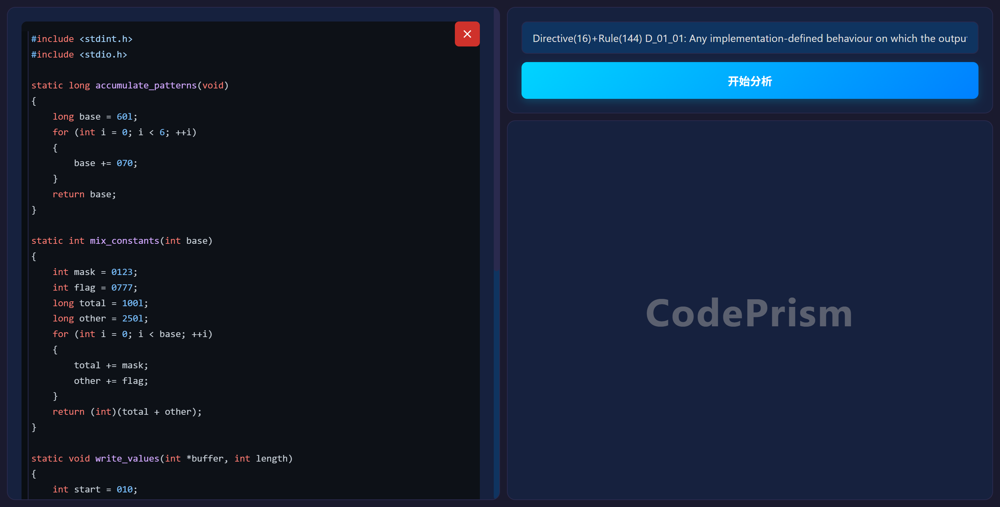 #include <stdint.h>
#include <stdio.h>

static long accumulate_patterns(void)
{
    long base = 60l;
    for (int i = 0; i < 6; ++i)
    {
        base += 070;
    }
    return base;
}

static int mix_constants(int base)
{
    int mask = 0123;
    int flag = 0777;
    long total = 100l;
    long other = 250l;
    for (int i = 0; i < base; ++i)
    {
        total += mask;
        other += flag;
    }
    return (int)(total + other);
}

static void write_values(int *buffer, int length)
{
    int start = 010;
×
Directive(16)+Rule(144) D_01_01: Any implementation-defined behaviour on which the outpu
开始分析
CodePrism